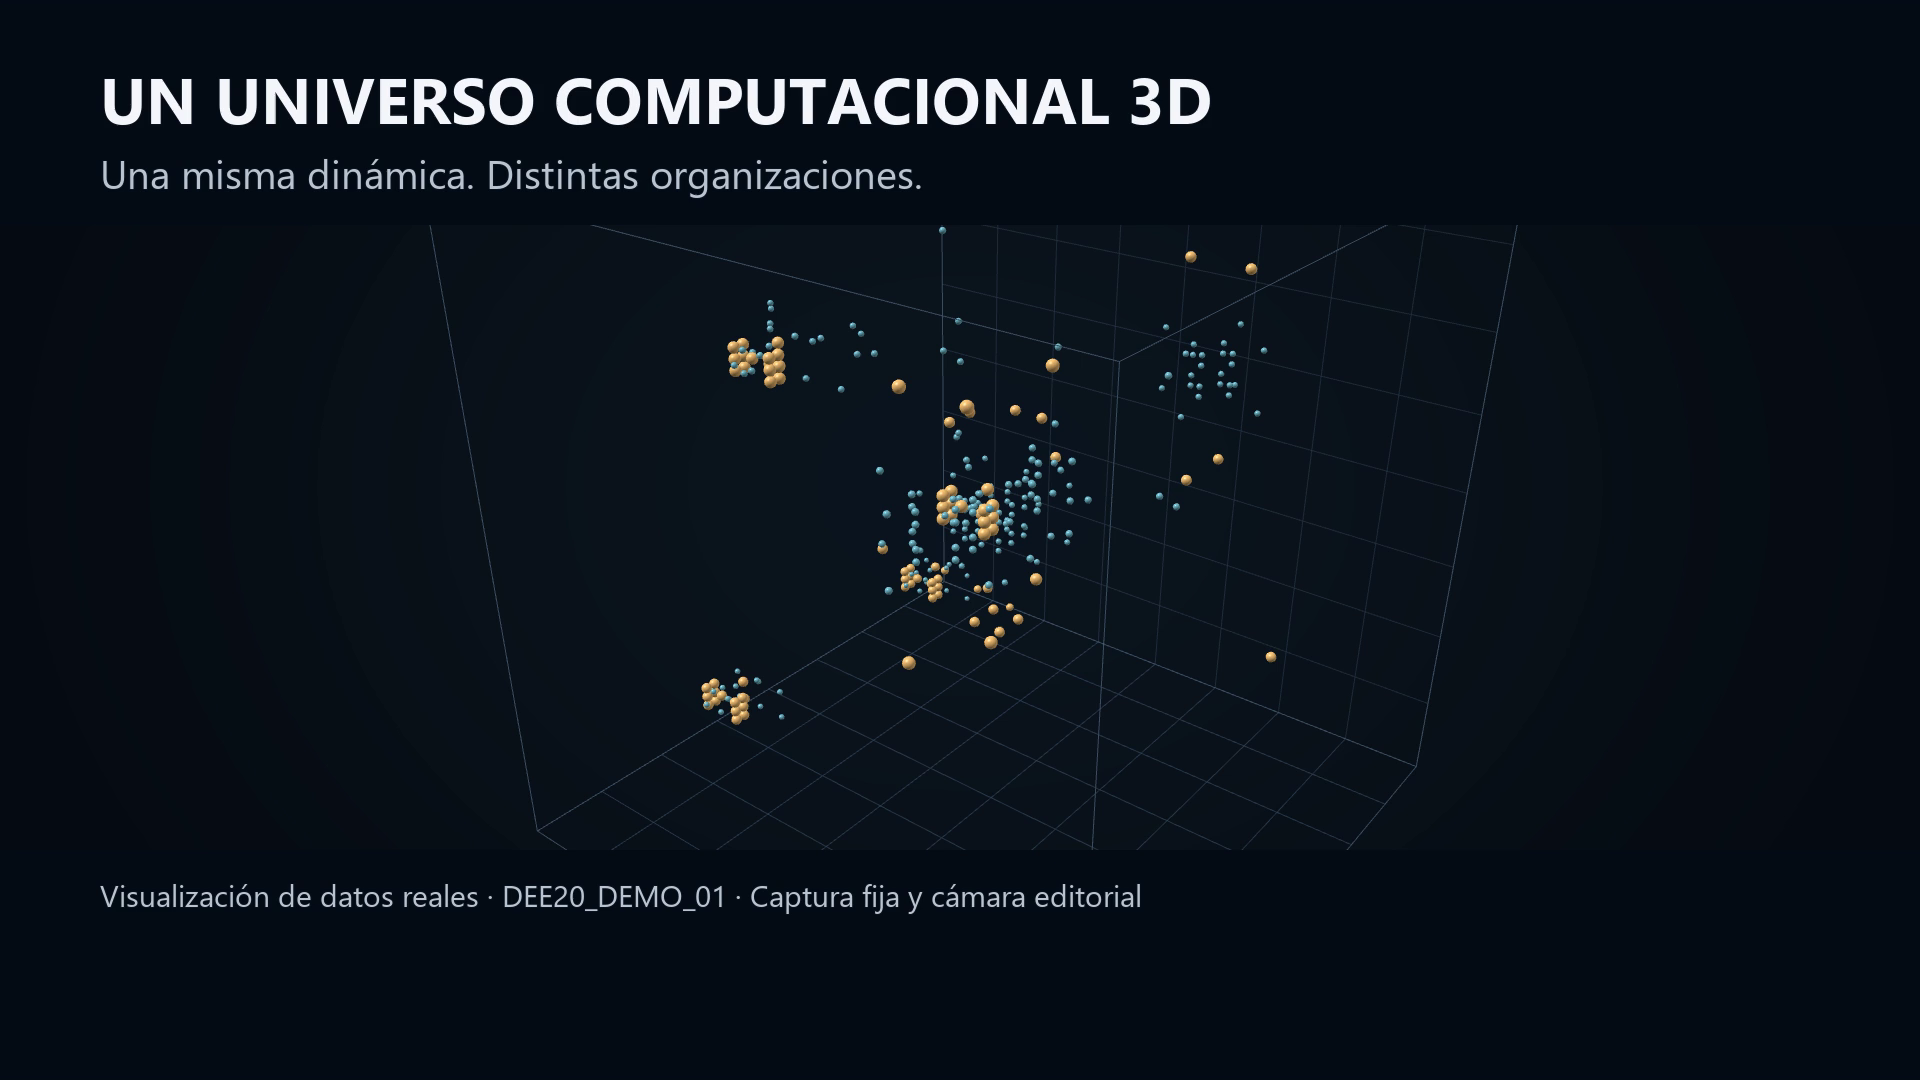 UN UNIVERSO COMPUTACIONAL 3D
Una misma dinámica. Distintas organizaciones.
Visualización de datos reales · DEE20_DEMO_01 · Captura fija y cámara editorial